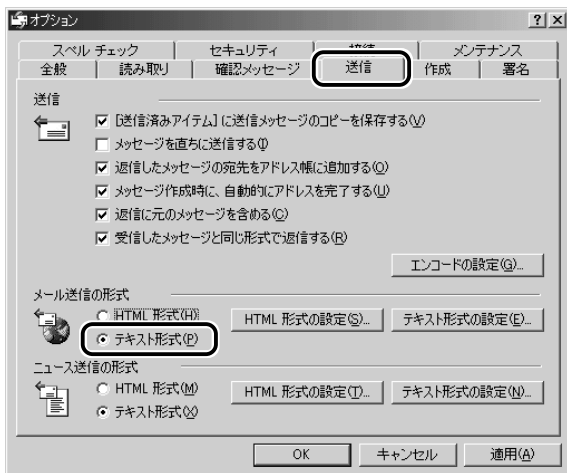 オプション
スペル チェック セキュリティ 接続 メンテナンス
全般 読み取り 確認メッセージ 送信 作成 署名
送信
[送信済みアイテム] に送信メッセージのコピーを保存する(V)
メッセージを直ちに送信する(I)
返信したメッセージの宛先をアドレス帳に追加する(O)
メッセージ作成時に、自動的にアドレスを完了する(U)
返信に元のメッセージを含める(C)
受信したメッセージと同じ形式で返信する(R)
エンコードの設定(G)...
メール送信の形式
HTML 形式(H) HTML 形式の設定(S)... テキスト形式の設定(E)...
テキスト形式(P)
ニュース送信の形式
HTML 形式(M) HTML 形式の設定(T)... テキスト形式の設定(N)...
テキスト形式(X)
OK キャンセル 適用(A)